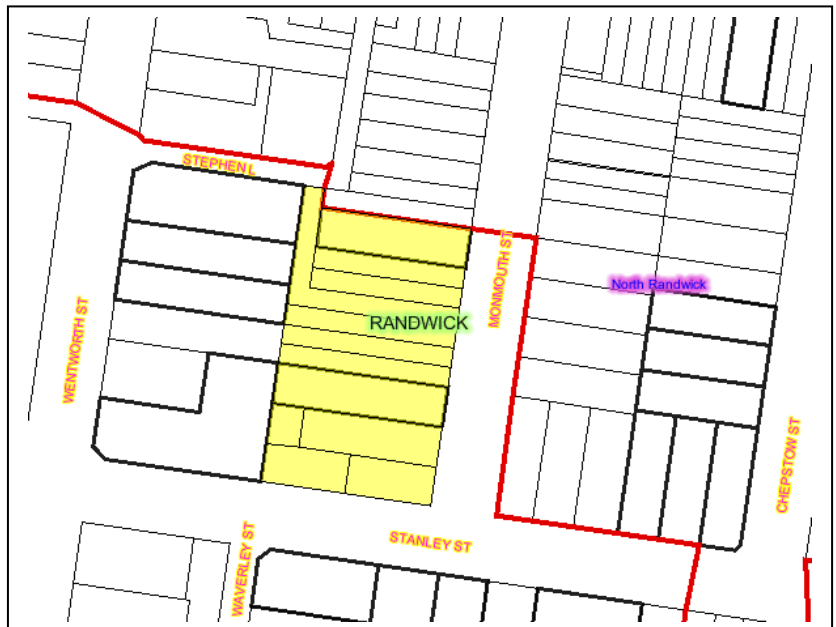 STEPHEN L
MONMOUTH ST
North Randwick
RANDWICK
WENTWORTH ST
CHEPSTOW ST
STANLEY ST
WAVERLEY ST